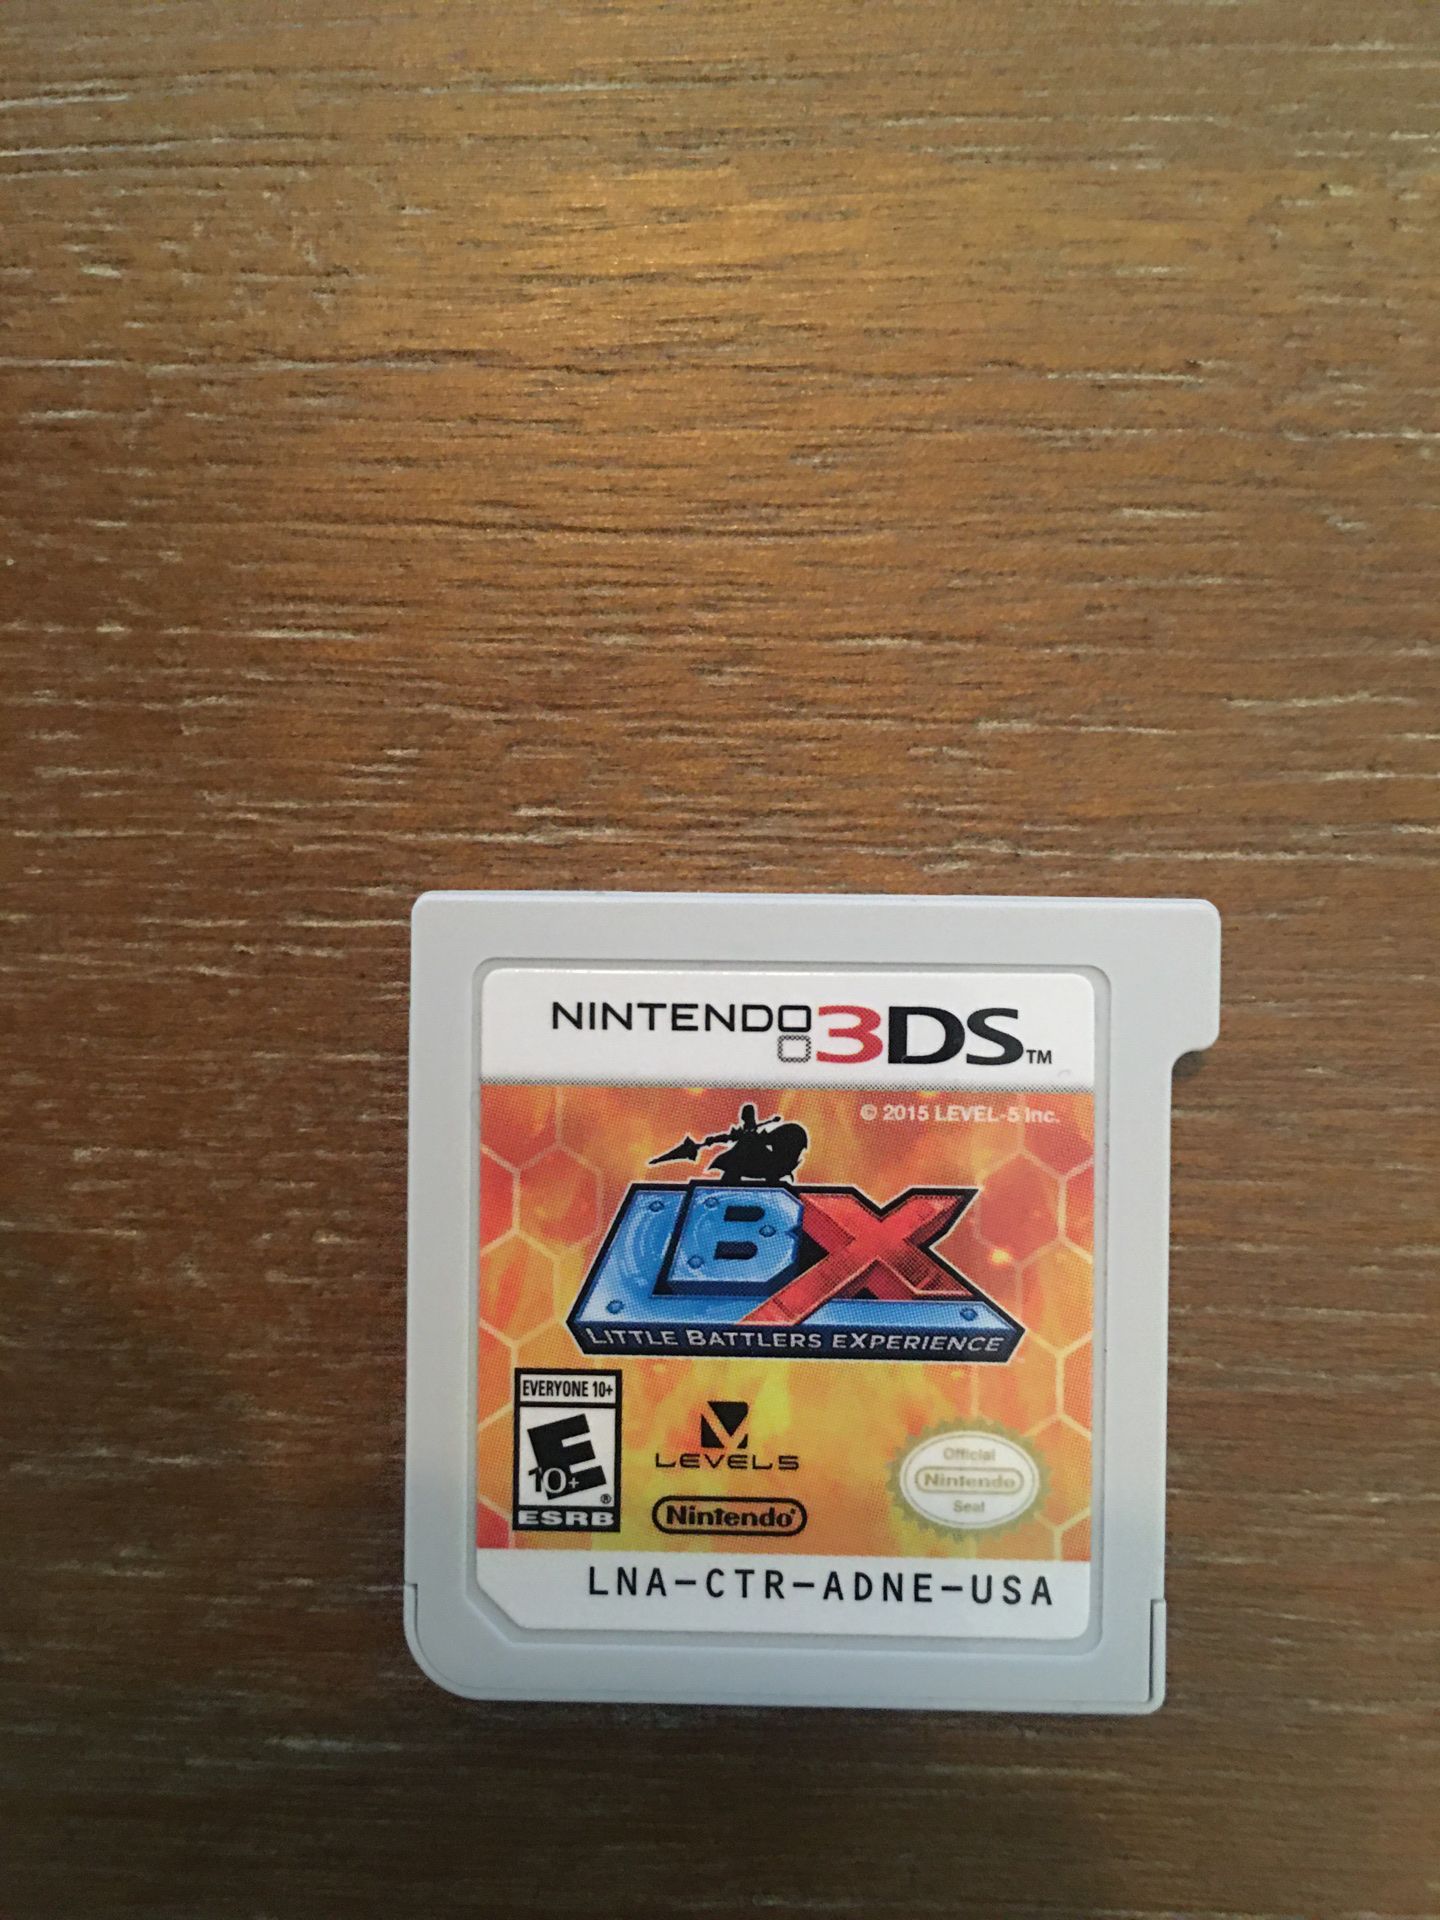 NINTENDO 3DS™
© 2015 LEVEL-5 Inc.
LBX
LITTLE BATTLERS EXPERIENCE
EVERYONE 10+
E
10+
®
ESRB
LEVEL5
Nintendo®
Official
Nintendo
Seal
LNA-CTR-ADNE-USA